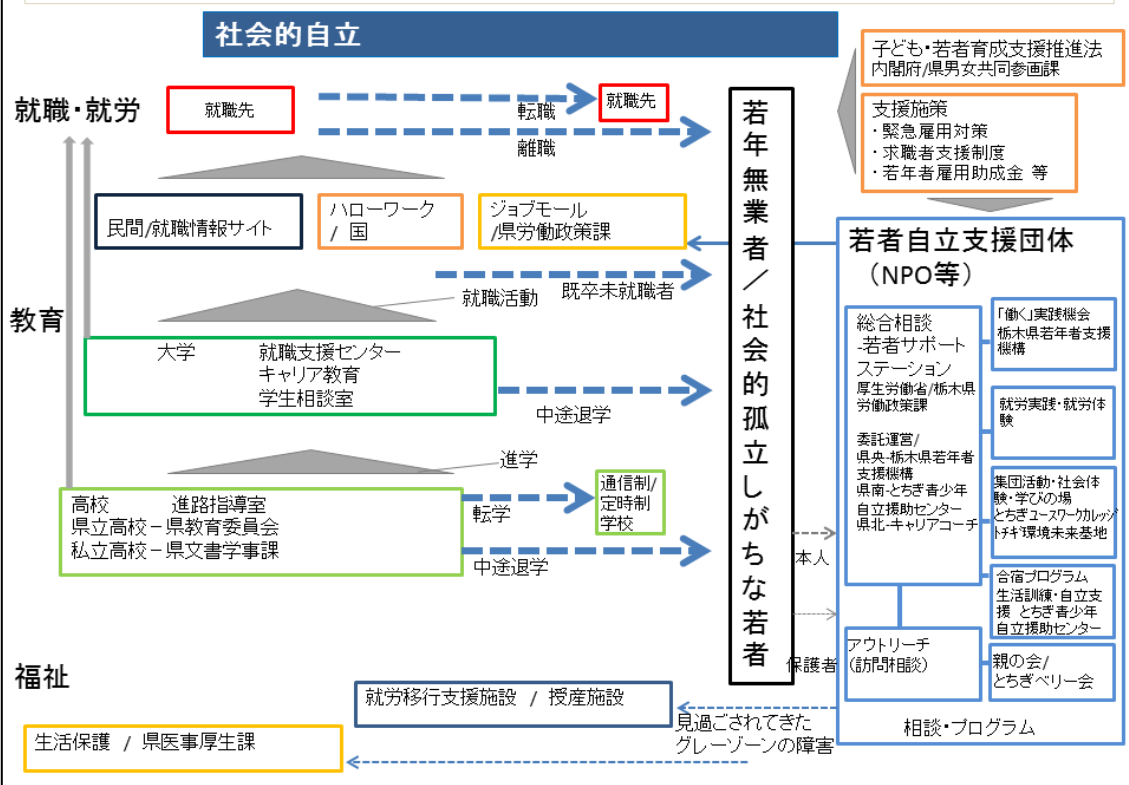 社会的自立
子ども・若者育成支援推進法
内閣府/県男女共同参画課
就職・就労
就職先
転職
就職先
離職
支援施策
・緊急雇用対策
・求職者支援制度
・若年者雇用助成金 等
民間/就職情報サイト
ハローワーク
/ 国
ジョブモール
/県労働政策課
就職活動
既卒未就職者
教育
大学 就職支援センター
キャリア教育
学生相談室
中途退学
進学
高校 進路指導室
県立高校－県教育委員会
私立高校－県文書学事課
転学
通信制/
定時制
学校
中途退学
若年無業者/社会的孤立しがちな若者
本人
保護者
若者自立支援団体
（NPO等）
総合相談
-若者サポート
ステーション
厚生労働省/栃木県
労働政策課
委託運営/
県央-栃木県若年者
支援機構
県南-とちぎ青少年
自立援助センター
県北-キャリアコーチ
「働く」実践機会
栃木県若年者支援
機構
就労実践・就労体
験
集団活動・社会体
験・学びの場
とちぎユースワークカレッジ
トチギ環境未来基地
合宿プログラム
生活訓練・自立支
援 とちぎ青少年
自立援助センター
アウトリーチ
（訪問相談）
親の会/
とちぎベリー会
相談・プログラム
福祉
就労移行支援施設 / 授産施設
見過ごされてきた
グレーゾーンの障害
生活保護 / 県医事厚生課